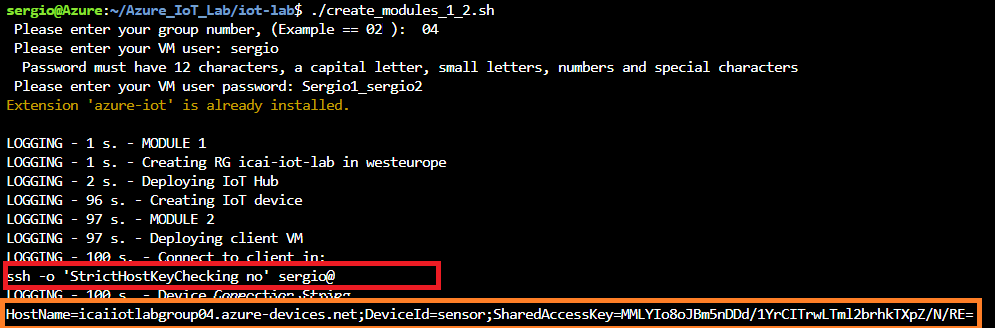 sergio@Azure:~/Azure_IoT_Lab/iot-lab$ ./create_modules_1_2.sh
Please enter your group number, (Example == 02 ):  04
Please enter your VM user: sergio
Password must have 12 characters, a capital letter, small letters, numbers and special characters
Please enter your VM user password: Sergio1_sergio2
Extension 'azure-iot' is already installed.
LOGGING - 1 s. - MODULE 1
LOGGING - 1 s. - Creating RG icai-iot-lab in westeurope
LOGGING - 2 s. - Deploying IoT Hub
LOGGING - 96 s. - Creating IoT device
LOGGING - 97 s. - MODULE 2
LOGGING - 97 s. - Deploying client VM
LOGGING - 100 s. - Connect to client in:
ssh -o 'StrictHostKeyChecking no' sergio@
LOGGING - 100 s. - Device Connection String
HostName=icaiiotlabgroup04.azure-devices.net;DeviceId=sensor;SharedAccessKey=MMLYIo8oJBm5nDDd/1YrCITrwLTml2brhkTXpZ/N/RE=